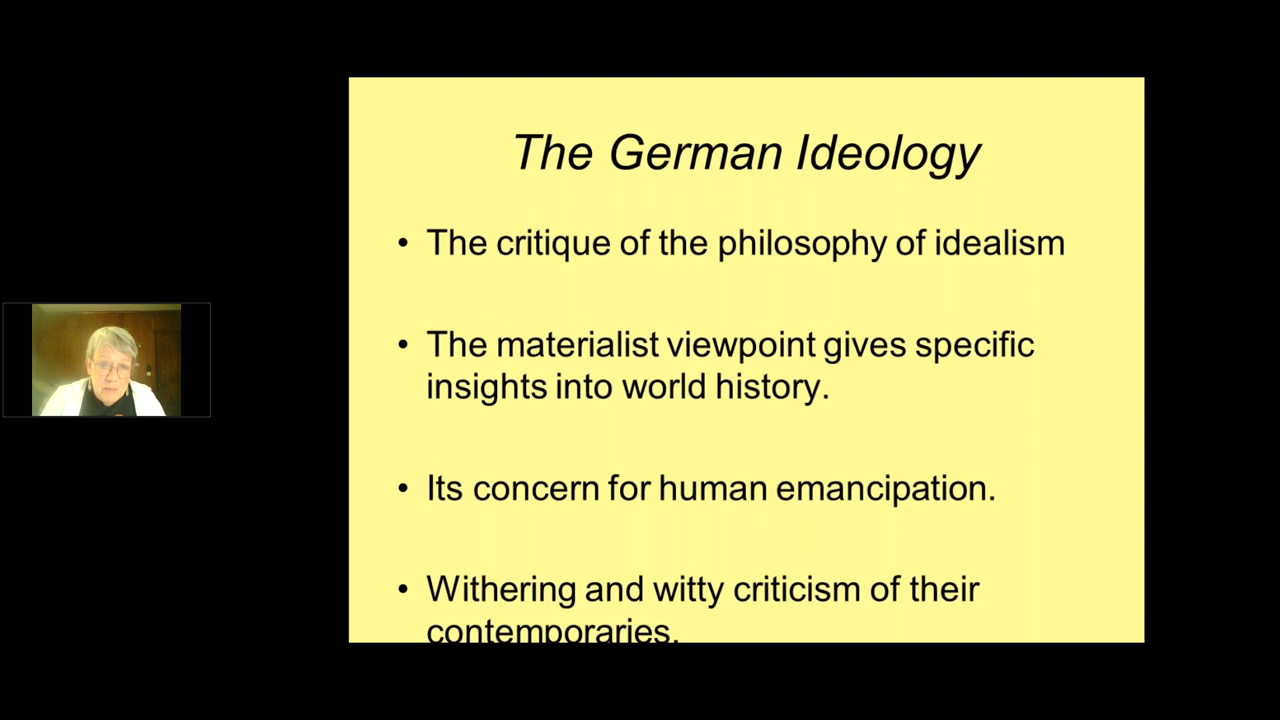 The German Ideology
• The critique of the philosophy of idealism
• The materialist viewpoint gives specific
insights into world history.
• Its concern for human emancipation.
• Withering and witty criticism of their
contemporaries.